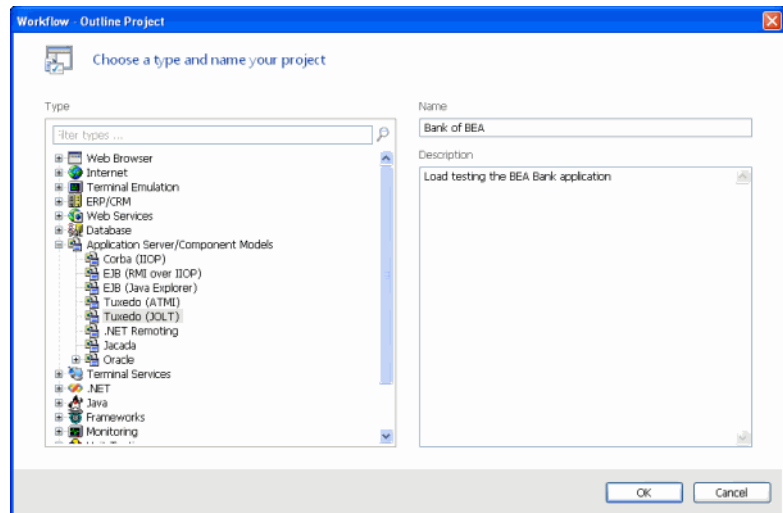 Workflow - Outline Project
Choose a type and name your project
Type
Filter types ...
Web Browser
Internet
Terminal Emulation
ERP/CRM
Web Services
Database
Application Server/Component Models
Corba (IIOP)
EJB (RMI over IIOP)
EJB (Java Explorer)
Tuxedo (ATMI)
Tuxedo (JOLT)
.NET Remoting
Jacada
Oracle
Terminal Services
.NET
Java
Frameworks
Monitoring
Name
Bank of BEA
Description
Load testing the BEA Bank application
OK
Cancel